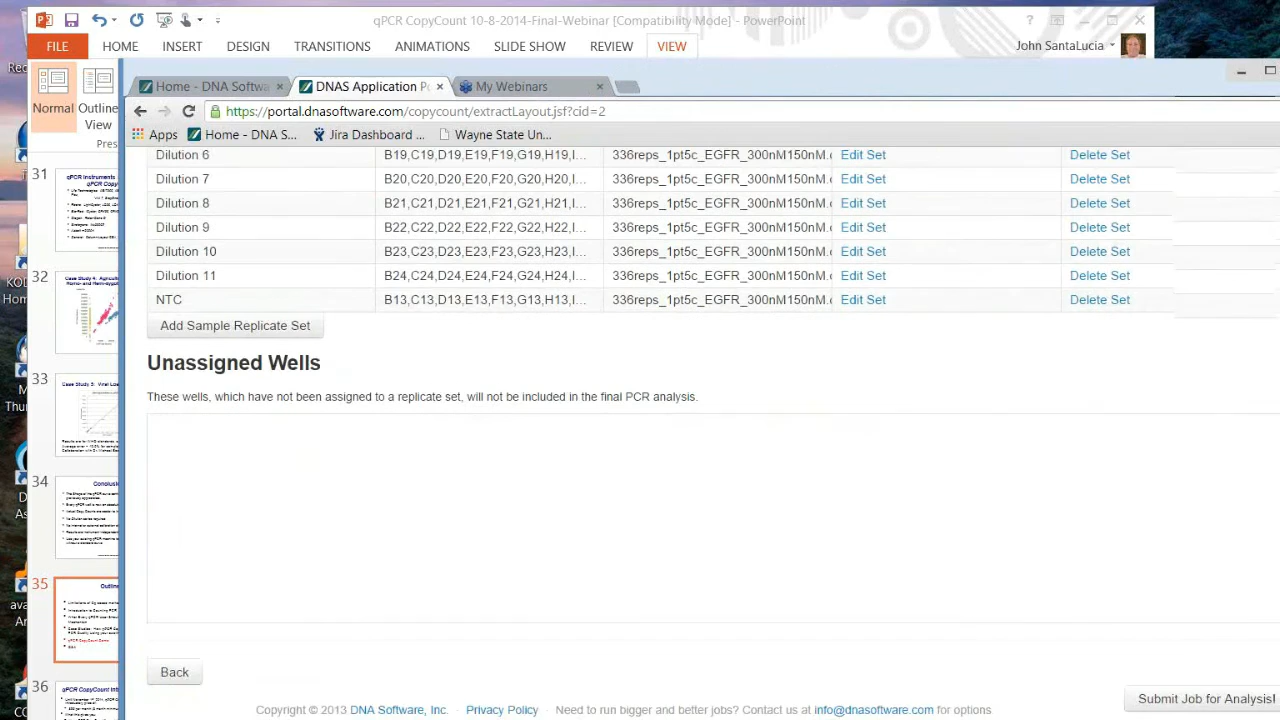 qPCR CopyCount 10-8-2014-Final-Webinar [Compatibility Mode] - PowerPoint
FILE HOME INSERT DESIGN TRANSITIONS ANIMATIONS SLIDE SHOW REVIEW VIEW John SantaLucia
Normal Outline View
Home - DNA Softwa × DNAS Application Po × My Webinars ×
https://portal.dnasoftware.com/copycount/extractLayout.jsf?cid=2
Apps Home - DNA S... Jira Dashboard ... Wayne State Un...
Dilution 6 B19,C19,D19,E19,F19,G19,H19,I... 336reps_1pt5c_EGFR_300nM150nM.c Edit Set Delete Set
Dilution 7 B20,C20,D20,E20,F20,G20,H20,I... 336reps_1pt5c_EGFR_300nM150nM.c Edit Set Delete Set
Dilution 8 B21,C21,D21,E21,F21,G21,H21,I... 336reps_1pt5c_EGFR_300nM150nM.c Edit Set Delete Set
Dilution 9 B22,C22,D22,E22,F22,G22,H22,I... 336reps_1pt5c_EGFR_300nM150nM.c Edit Set Delete Set
Dilution 10 B23,C23,D23,E23,F23,G23,H23,I... 336reps_1pt5c_EGFR_300nM150nM.c Edit Set Delete Set
Dilution 11 B24,C24,D24,E24,F24,G24,H24,I... 336reps_1pt5c_EGFR_300nM150nM.c Edit Set Delete Set
NTC B13,C13,D13,E13,F13,G13,H13,I... 336reps_1pt5c_EGFR_300nM150nM.c Edit Set Delete Set
Add Sample Replicate Set
Unassigned Wells
These wells, which have not been assigned to a replicate set, will not be included in the final PCR analysis.
Back
Submit Job for Analysis!
Copyright © 2013 DNA Software, Inc. · Privacy Policy · Need to run bigger and better jobs? Contact us at info@dnasoftware.com for options
31
32
33
34
35
36